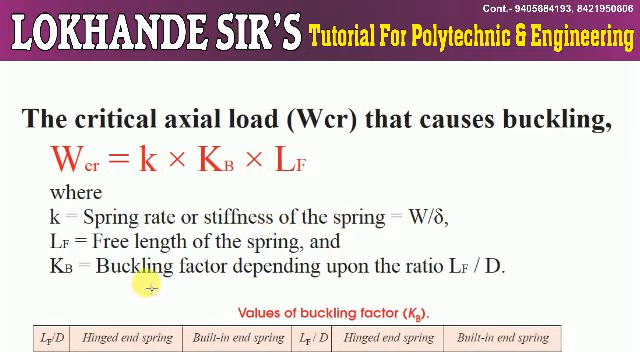 Cont.- 9405684193, 8421950606
LOKHANDE SIR'S Tutorial For Polytechnic & Engineering
The critical axial load (Wcr) that causes buckling,
Wcr = k × KB × LF
where
k = Spring rate or stiffness of the spring = W/δ,
LF = Free length of the spring, and
KB = Buckling factor depending upon the ratio LF / D.
Values of buckling factor (KB).
LF/D Hinged end spring Built-in end spring LF / D Hinged end spring Built-in end spring